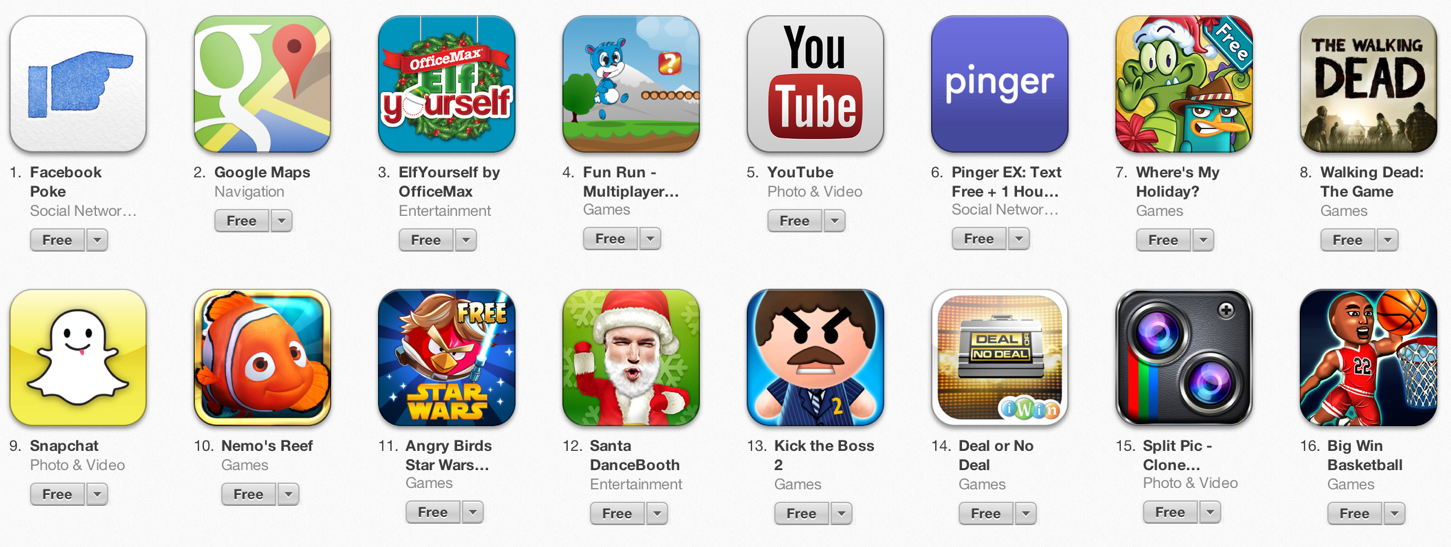 OfficeMax
Elf
yourself
?
You
Tube
pinger
Free
THE WALKING
DEAD
1. Facebook
Poke
Social Networ...
Free
2. Google Maps
Navigation
Free
3. ElfYourself by
OfficeMax
Entertainment
Free
4. Fun Run -
Multiplayer...
Games
Free
5. YouTube
Photo & Video
Free
6. Pinger EX: Text
Free + 1 Hou...
Social Networ...
Free
7. Where's My
Holiday?
Games
Free
8. Walking Dead:
The Game
Games
Free
FREE
STAR
WARS
2
DEAL OR
NO DEAL
iWin
22
9. Snapchat
Photo & Video
Free
10. Nemo's Reef
Games
Free
11. Angry Birds
Star Wars...
Games
Free
12. Santa
DanceBooth
Entertainment
Free
13. Kick the Boss
2
Games
Free
14. Deal or No
Deal
Games
Free
15. Split Pic -
Clone...
Photo & Video
Free
16. Big Win
Basketball
Games
Free